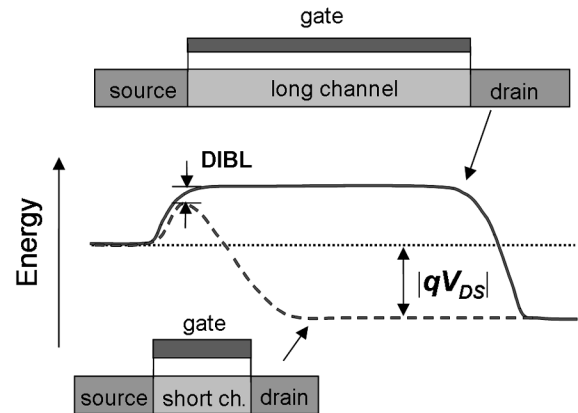 gate
source long channel drain
DIBL
Energy
|qV_DS|
gate
source short ch. drain